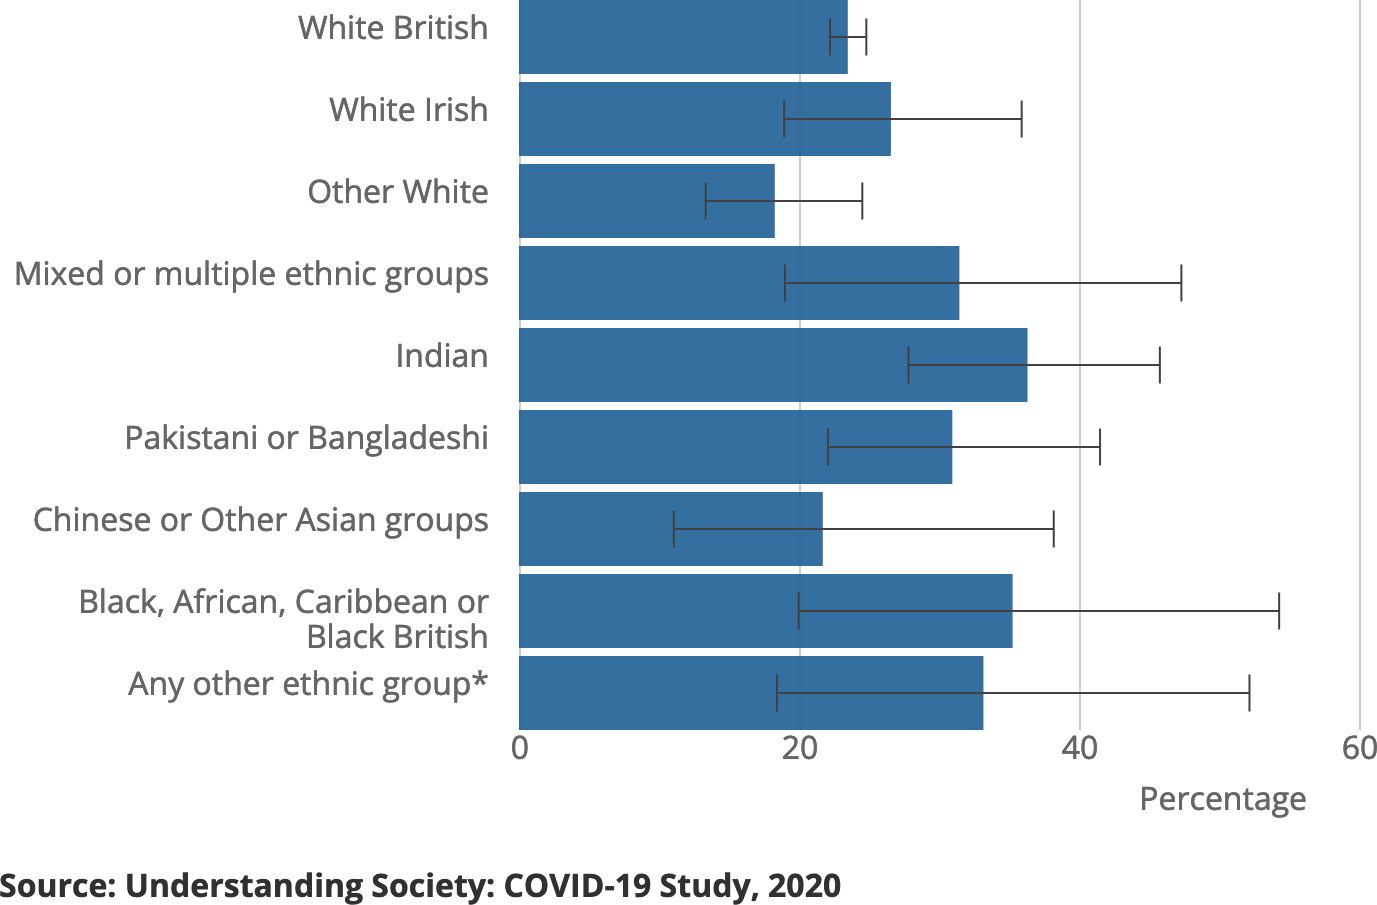 White British
White Irish
Other White
Mixed or multiple ethnic groups
Indian
Pakistani or Bangladeshi
Chinese or Other Asian groups
Black, African, Caribbean or
Black British
Any other ethnic group*
0 20 40 60
Percentage
Source: Understanding Society: COVID-19 Study, 2020